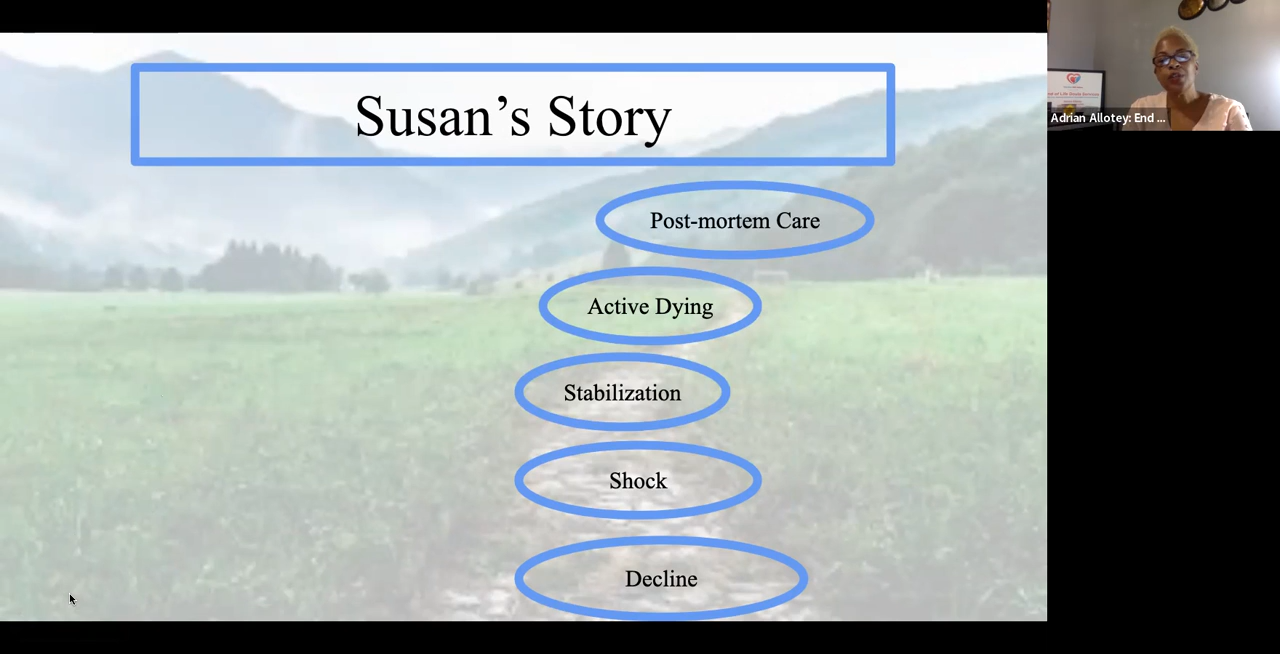 Susan’s Story
Post-mortem Care
Active Dying
Stabilization
Shock
Decline
Adrian Allotey: End ...